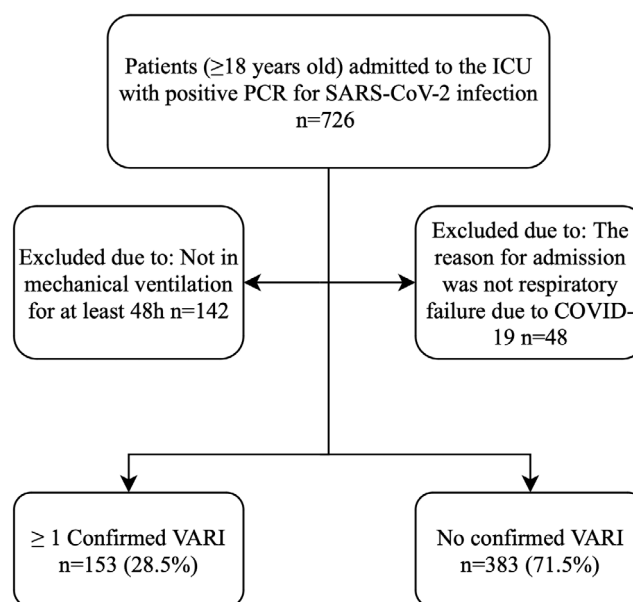 Patients (≥18 years old) admitted to the ICU
with positive PCR for SARS-CoV-2 infection
n=726
Excluded due to: Not in
mechanical ventilation
for at least 48h n=142
Excluded due to: The
reason for admission
was not respiratory
failure due to COVID-
19 n=48
≥ 1 Confirmed VARI
n=153 (28.5%)
No confirmed VARI
n=383 (71.5%)